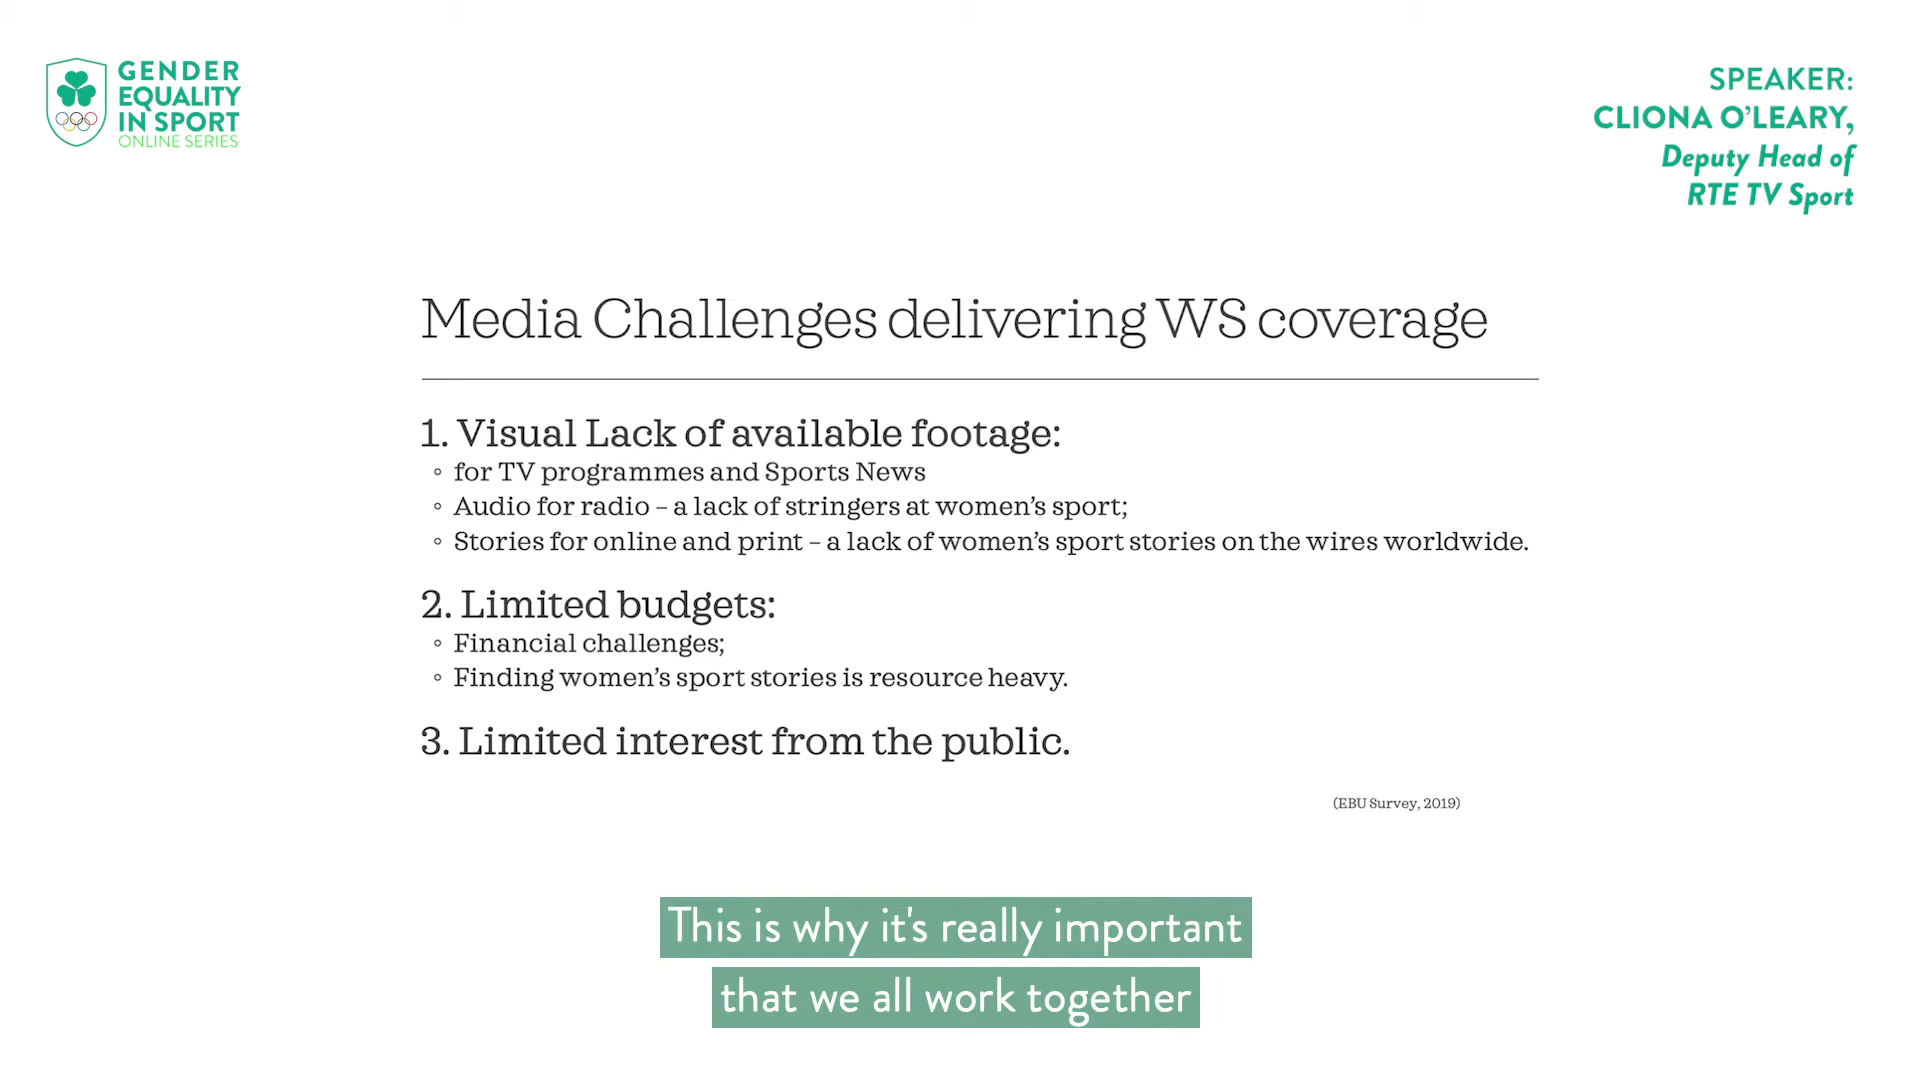 GENDER
EQUALITY
IN SPORT
ONLINE SERIES
SPEAKER:
CLIONA O’LEARY,
Deputy Head of
RTE TV Sport
Media Challenges delivering WS coverage
1. Visual Lack of available footage:
◦ for TV programmes and Sports News
◦ Audio for radio – a lack of stringers at women’s sport;
◦ Stories for online and print – a lack of women’s sport stories on the wires worldwide.
2. Limited budgets:
◦ Financial challenges;
◦ Finding women’s sport stories is resource heavy.
3. Limited interest from the public.
(EBU Survey, 2019)
This is why it's really important
that we all work together